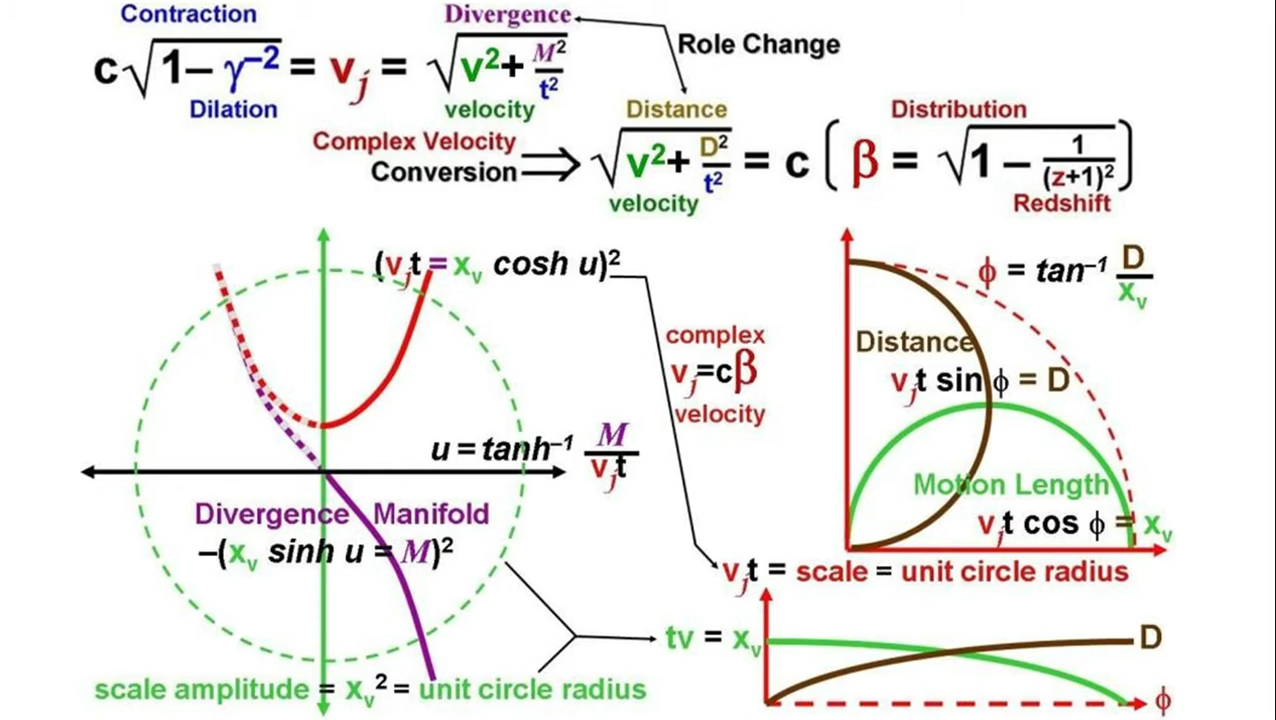 Contraction
Divergence
Role Change
c√1–γ⁻² = vⱼ = √v²+ M²/t²
Dilation
velocity
Distance
Distribution
Complex Velocity
Conversion
√v²+ D²/t² = c ( β = √1 – 1/(z+1)² )
velocity
Redshift
(vⱼt = xᵥ cosh u)²
ϕ = tan⁻¹ D/xᵥ
complex
vⱼ=cβ
velocity
Distance
vⱼt sin ϕ = D
u = tanh⁻¹ M/vⱼt
Divergence Manifold
–(xᵥ sinh u = M)²
Motion Length
vⱼt cos ϕ = xᵥ
vⱼt = scale = unit circle radius
tv = xᵥ
D
ϕ
scale amplitude = xᵥ² = unit circle radius